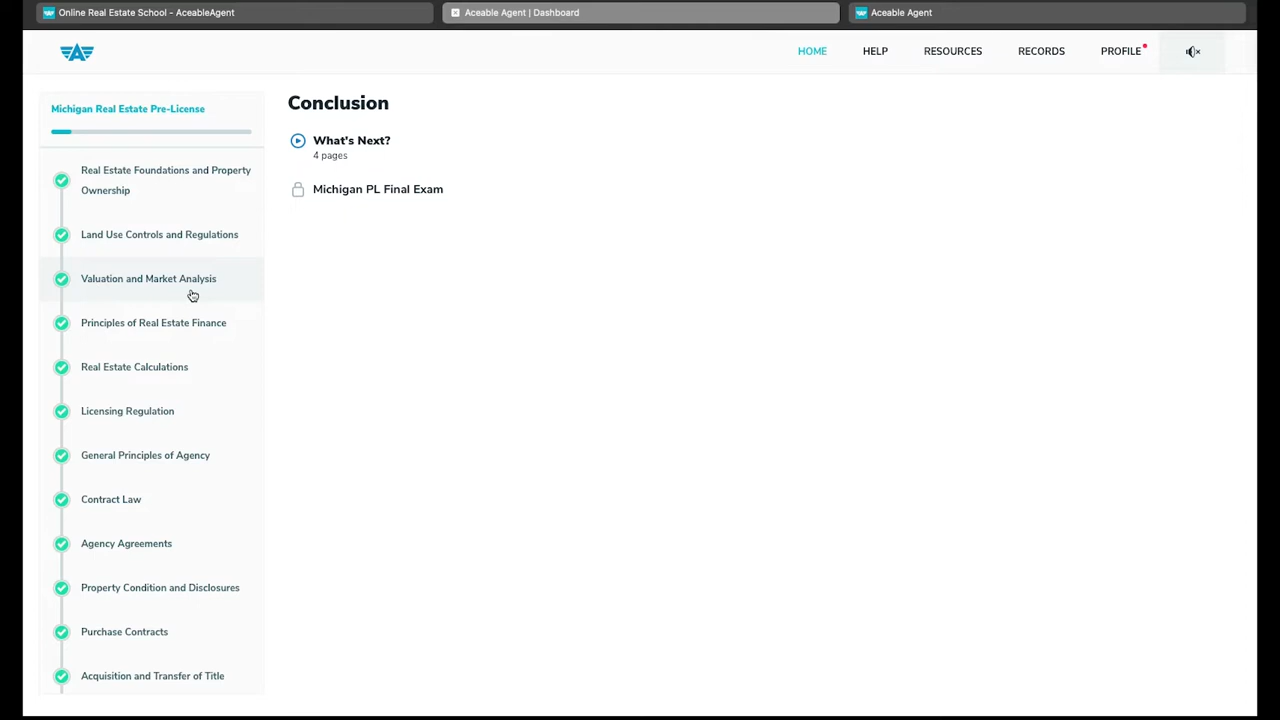 Online Real Estate School - AceableAgent
Aceable Agent | Dashboard
Aceable Agent
HOME
HELP
RESOURCES
RECORDS
PROFILE
Michigan Real Estate Pre-License
Real Estate Foundations and Property
Ownership
Land Use Controls and Regulations
Valuation and Market Analysis
Principles of Real Estate Finance
Real Estate Calculations
Licensing Regulation
General Principles of Agency
Contract Law
Agency Agreements
Property Condition and Disclosures
Purchase Contracts
Acquisition and Transfer of Title
Conclusion
What's Next?
4 pages
Michigan PL Final Exam